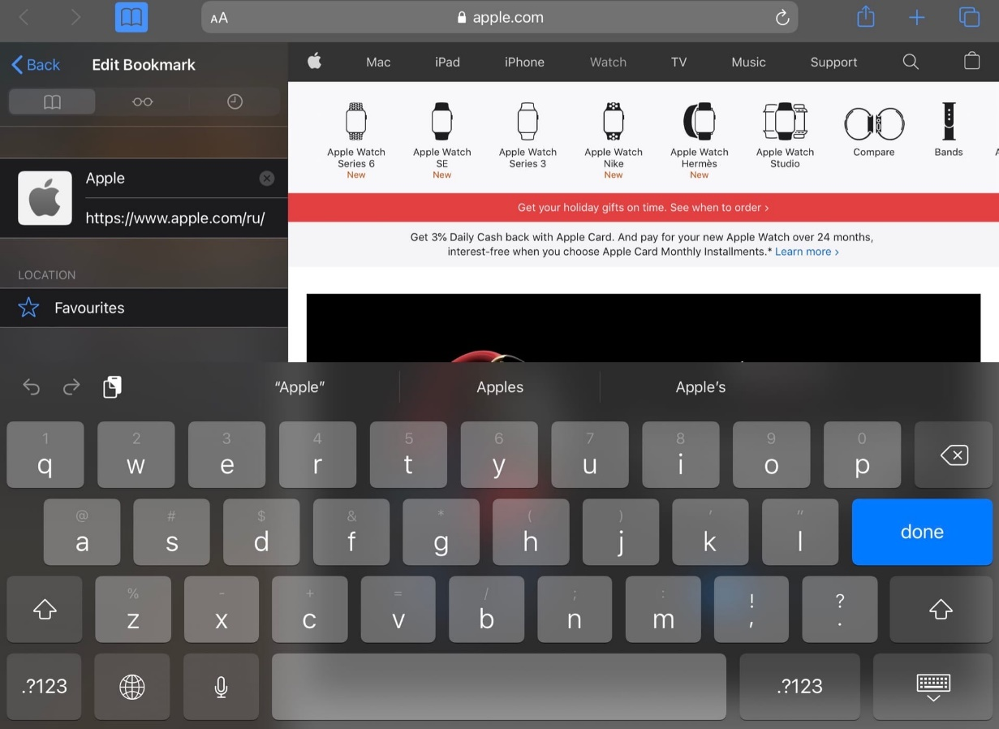 AA
apple.com
Back
Edit Bookmark
Apple
https://www.apple.com/ru/
LOCATION
Favourites
Mac iPad iPhone Watch TV Music Support
Apple Watch
Series 6
New
Apple Watch
SE
New
Apple Watch
Series 3
Apple Watch
Nike
New
Apple Watch
Hermès
New
Apple Watch
Studio
Compare
Bands
Get your holiday gifts on time. See when to order >
Get 3% Daily Cash back with Apple Card. And pay for your new Apple Watch over 24 months,
interest-free when you choose Apple Card Monthly Installments.* Learn more >
“Apple” Apples Apple’s
1 2 3 4 5 6 7 8 9 0
q w e r t y u i o p
@ # $ & * ( ) ' "
a s d f g h j k l done
% - + = / ; : ! ?
z x c v b n m , .
.?123 .?123